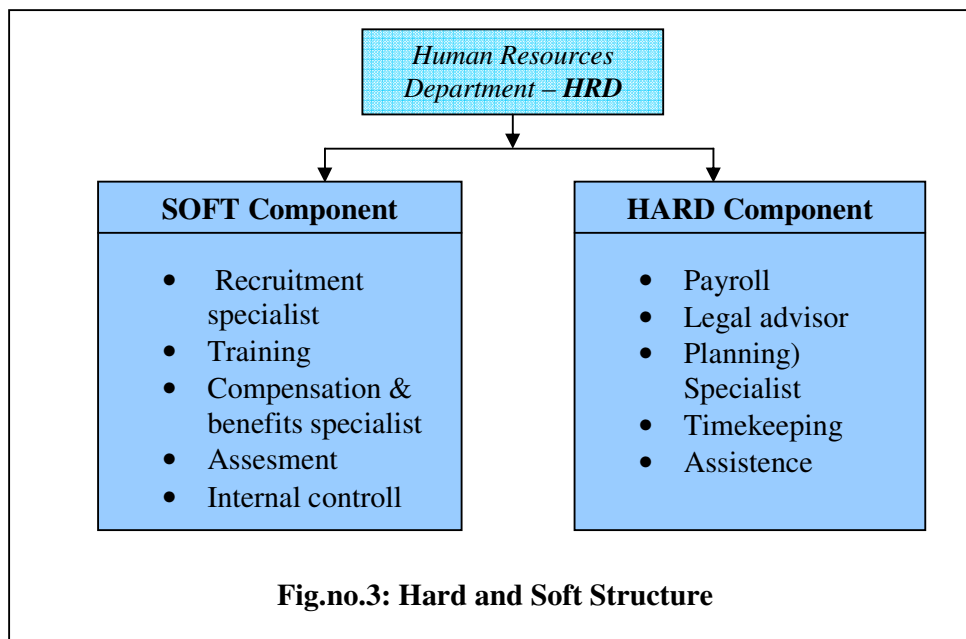 Human Resources
Department – HRD
SOFT Component
• Recruitment
specialist
• Training
• Compensation &
benefits specialist
• Assesment
• Internal controll
HARD Component
• Payroll
• Legal advisor
• Planning)
Specialist
• Timekeeping
• Assistence
Fig.no.3: Hard and Soft Structure